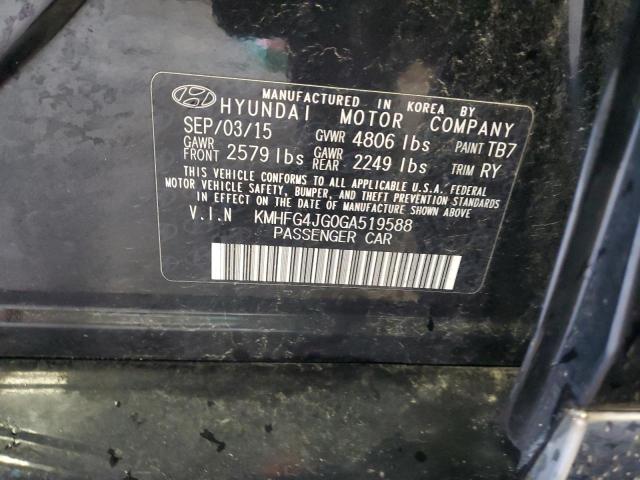 MANUFACTURED IN KOREA BY
HYUNDAI MOTOR COMPANY
SEP/03/15 GVWR 4806 lbs PAINT TB7
GAWR FRONT 2579 lbs GAWR REAR 2249 lbs TRIM RY
THIS VEHICLE CONFORMS TO ALL APPLICABLE U.S.A. FEDERAL
MOTOR VEHICLE SAFETY, BUMPER, AND THEFT PREVENTION
STANDARDS IN EFFECT ON THE DATE OF MANUFACTURE SHOWN ABOVE.
V.I.N KMHFG4JG0GA519588
PASSENGER CAR